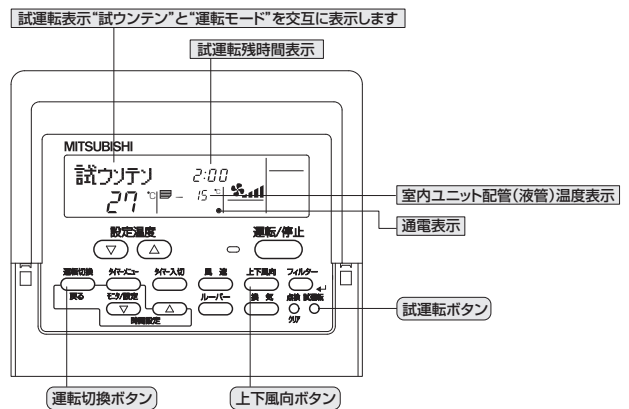 試運転表示“試ウンテン”と“運転モード”を交互に表示します
試運転残時間表示
MITSUBISHI
試ウンテン 2:00
27 ℃ 15 ℃
室内ユニット配管(液管)温度表示
通電表示
設定温度 運転/停止
▽ △
運転切換 タイマーメニュー タイマー入切 風速 上下風向 フィルター
戻る モニタ/設定 ルーバー 換気 点検 試運転
▽ △
時間設定 クリア
試運転ボタン
運転切換ボタン 上下風向ボタン